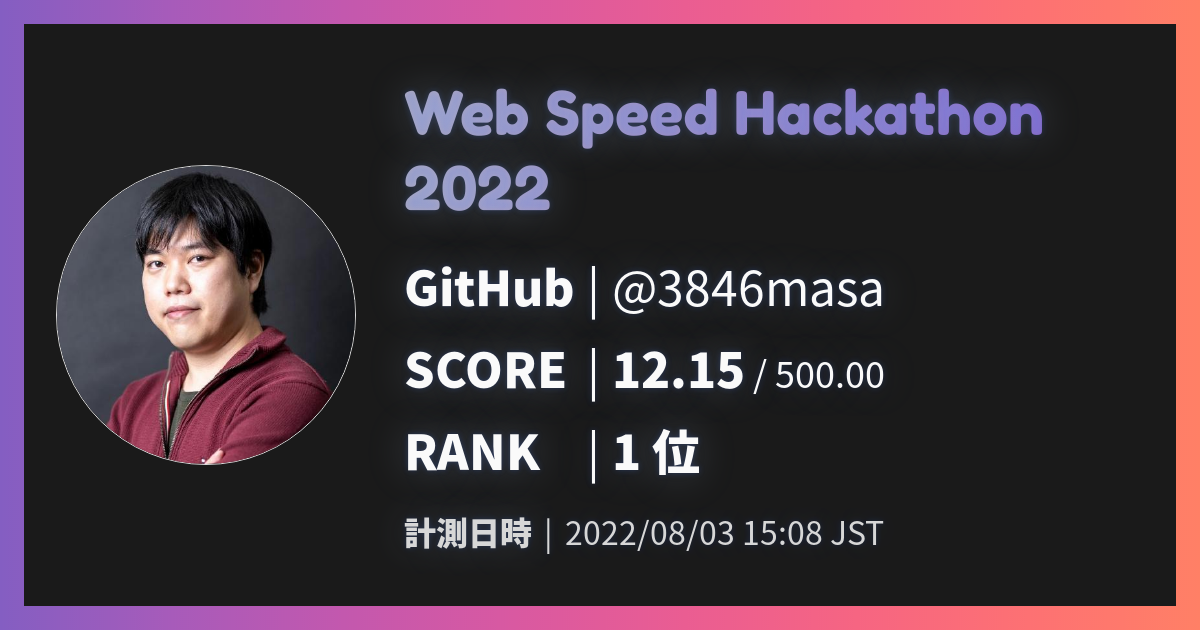 Web Speed Hackathon
2022
GitHub | @3846masa
SCORE | 12.15 / 500.00
RANK | 1 位
計測日時 | 2022/08/03 15:08 JST